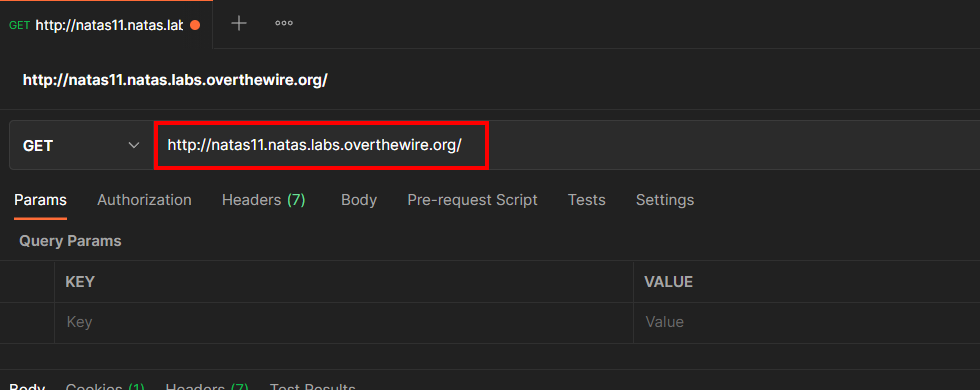 GET http://natas11.natas.lab
http://natas11.natas.labs.overthewire.org/
GET http://natas11.natas.labs.overthewire.org/
Params Authorization Headers (7) Body Pre-request Script Tests Settings
Query Params
KEY VALUE
Key Value
Body Cookies (1) Headers (7) Test Results